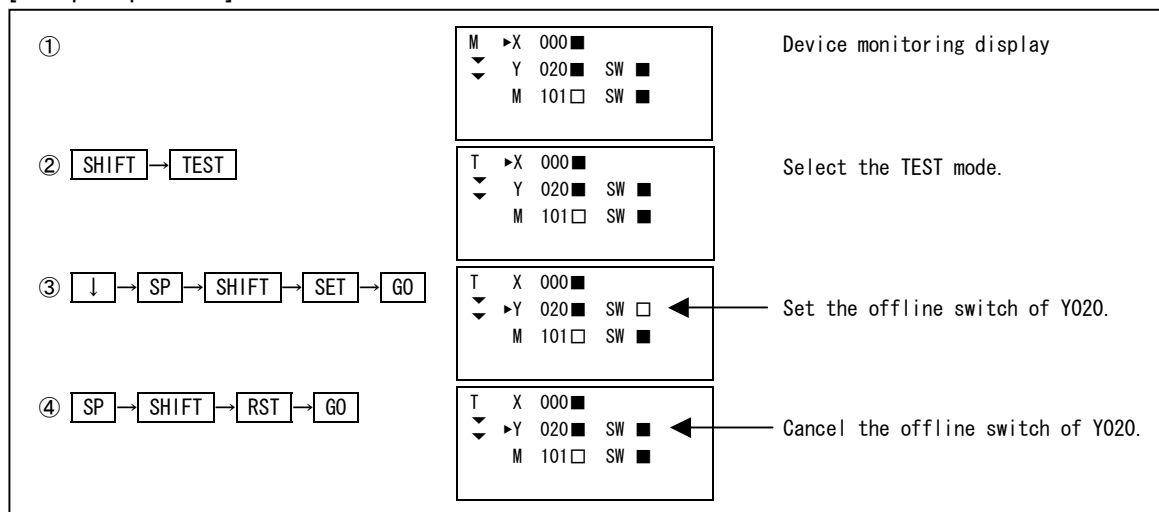 ① M ►X 000■ Device monitoring display
Y 020■ SW ■
M 101□ SW ■
② SHIFT → TEST T ►X 000■ Select the TEST mode.
Y 020■ SW ■
M 101□ SW ■
③ ↓ → SP → SHIFT → SET → GO T X 000■
►Y 020■ SW □ Set the offline switch of Y020.
M 101□ SW ■
④ SP → SHIFT → RST → GO T X 000■
►Y 020■ SW ■ Cancel the offline switch of Y020.
M 101□ SW ■